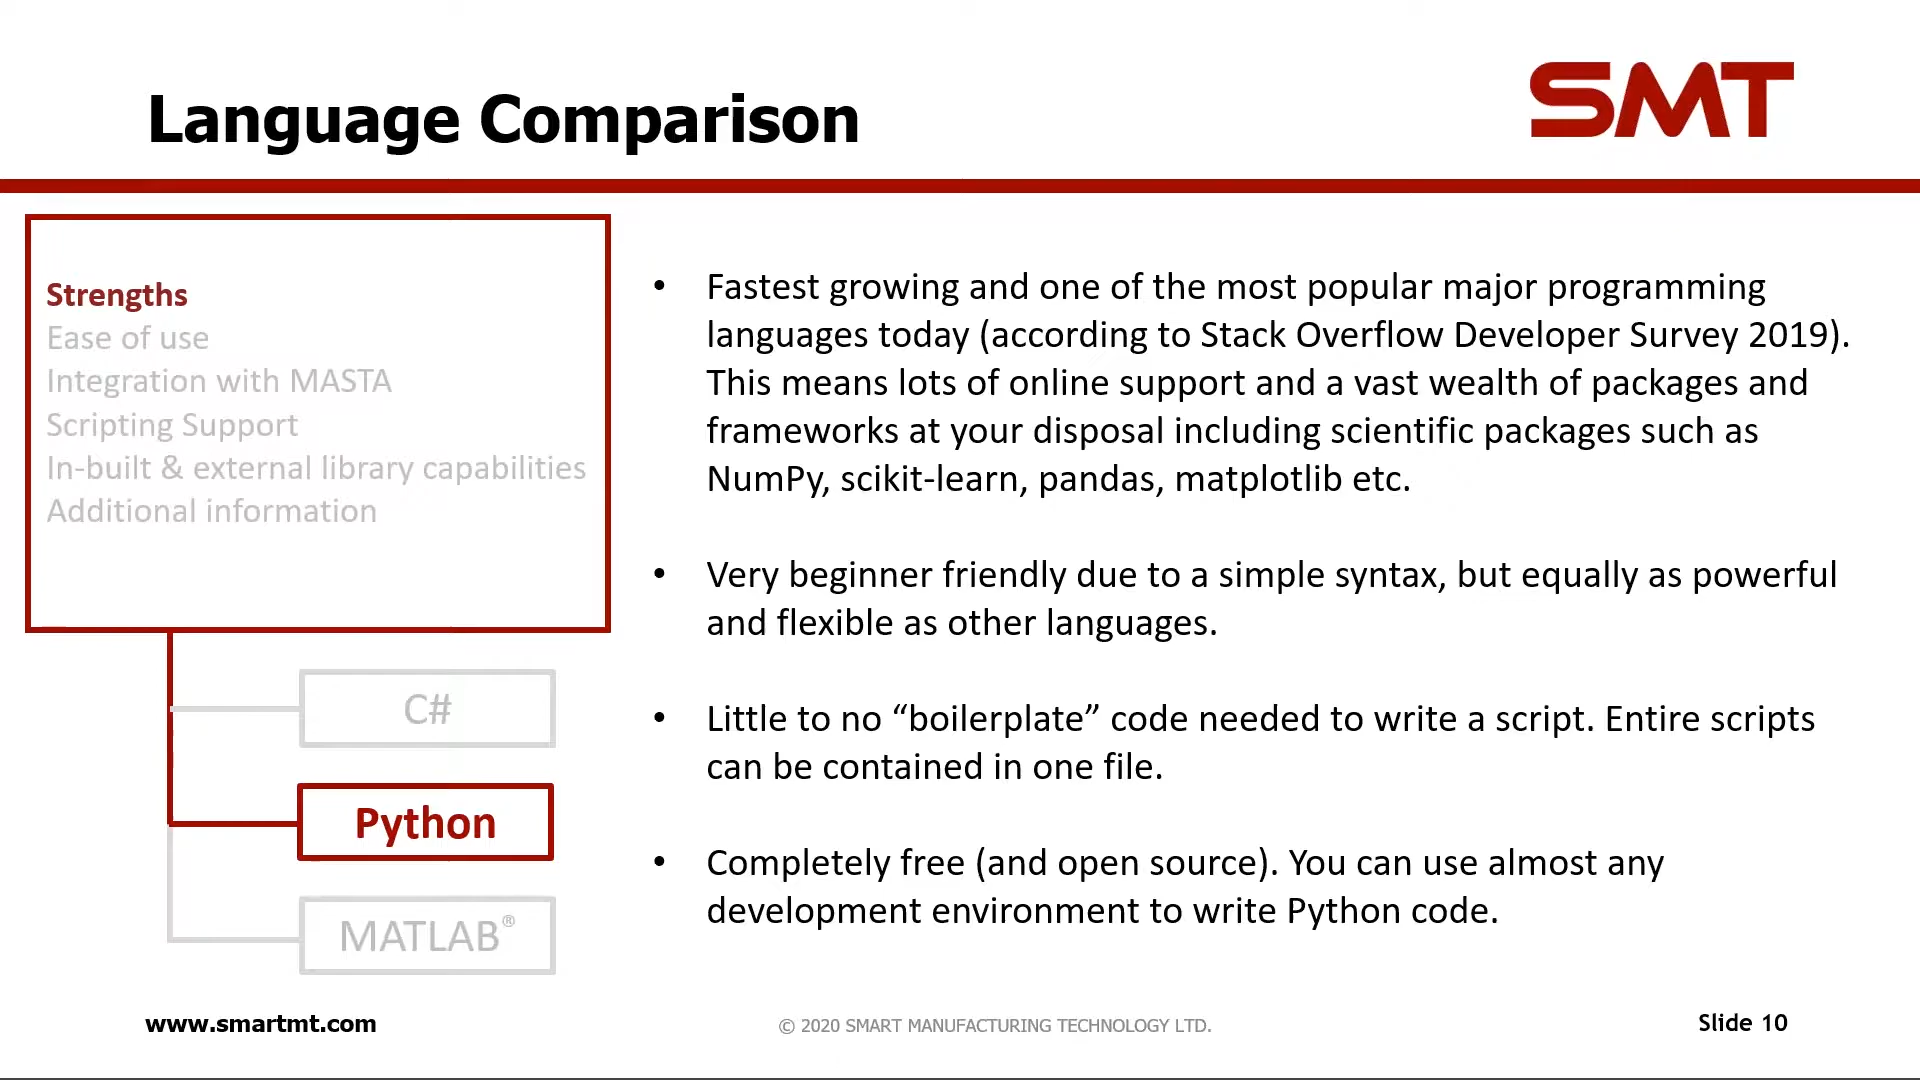 Language Comparison
SMT
Strengths
Ease of use
Integration with MASTA
Scripting Support
In-built & external library capabilities
Additional information
C#
Python
MATLAB®
• Fastest growing and one of the most popular major programming
languages today (according to Stack Overflow Developer Survey 2019).
This means lots of online support and a vast wealth of packages and
frameworks at your disposal including scientific packages such as
NumPy, scikit-learn, pandas, matplotlib etc.
• Very beginner friendly due to a simple syntax, but equally as powerful
and flexible as other languages.
• Little to no “boilerplate” code needed to write a script. Entire scripts
can be contained in one file.
• Completely free (and open source). You can use almost any
development environment to write Python code.
www.smartmt.com
© 2020 SMART MANUFACTURING TECHNOLOGY LTD.
Slide 10